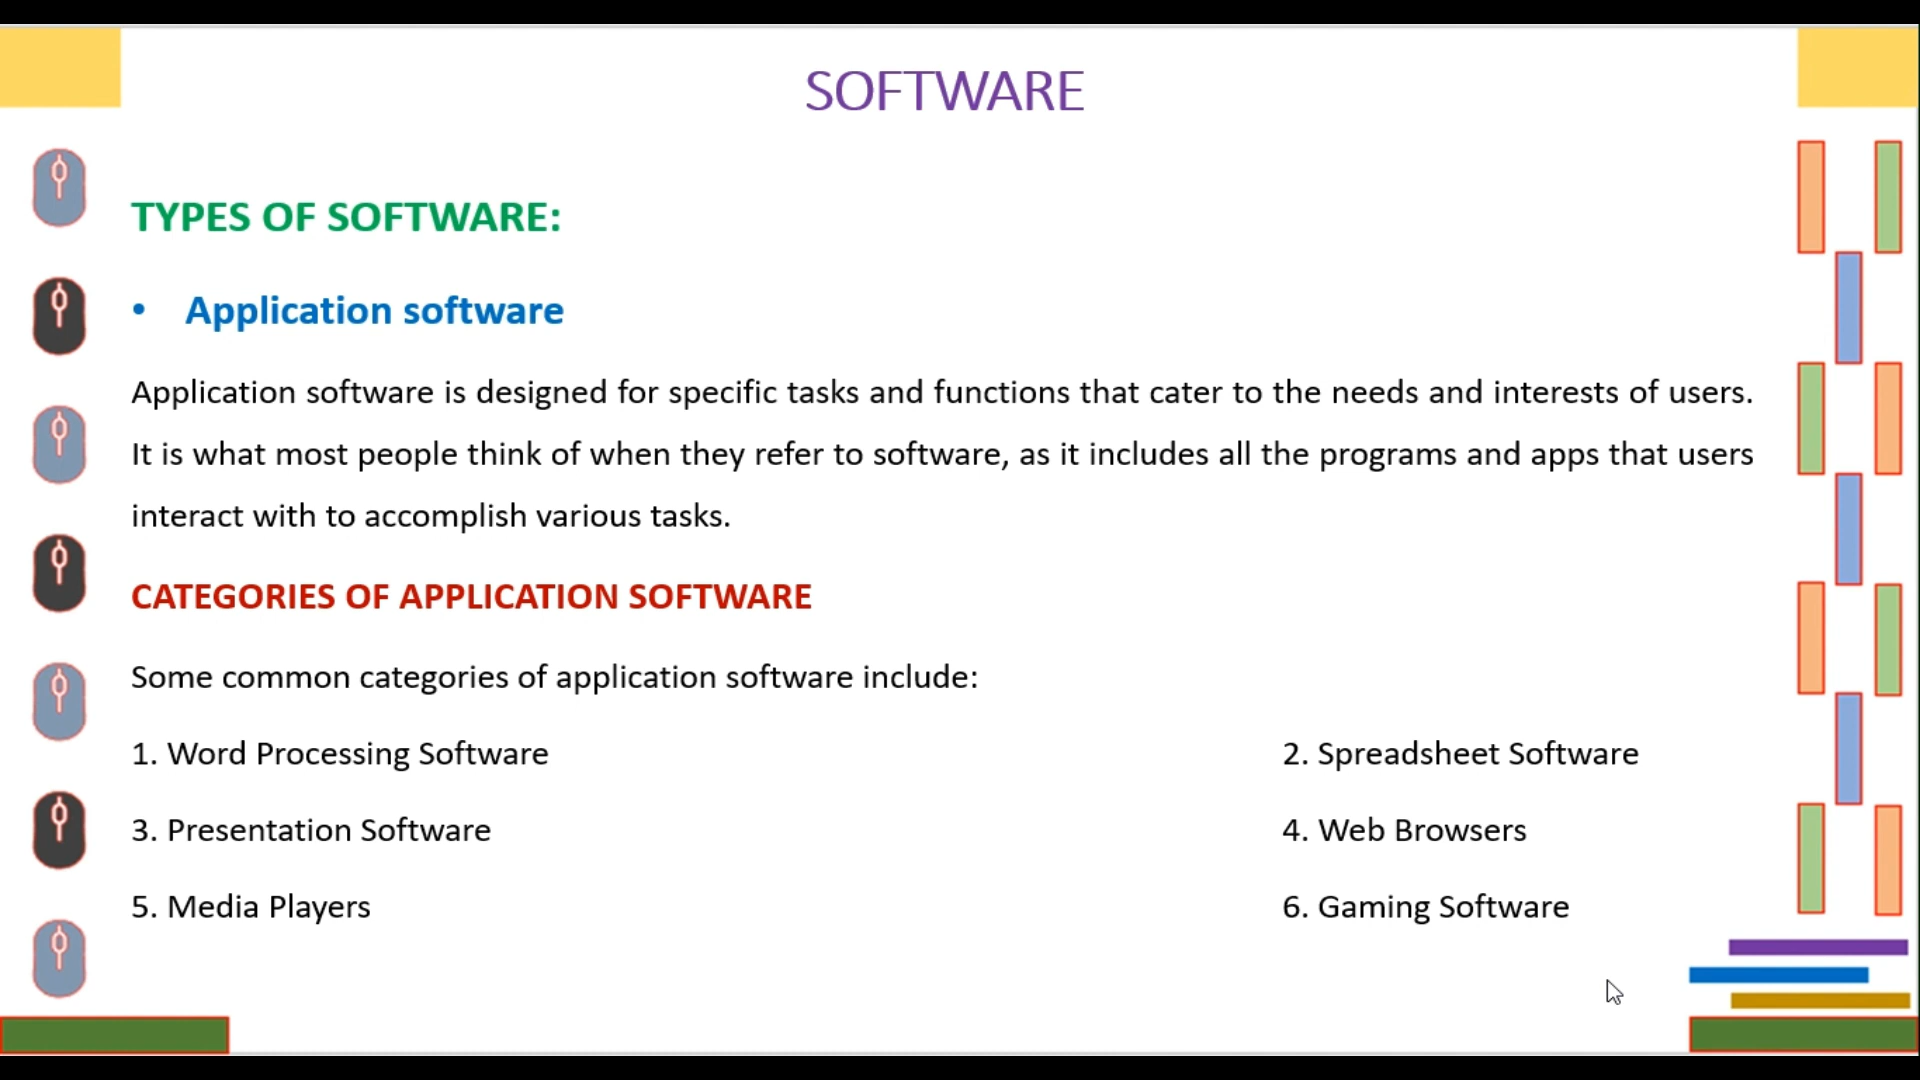 SOFTWARE
TYPES OF SOFTWARE:
• Application software
Application software is designed for specific tasks and functions that cater to the needs and interests of users.
It is what most people think of when they refer to software, as it includes all the programs and apps that users
interact with to accomplish various tasks.
CATEGORIES OF APPLICATION SOFTWARE
Some common categories of application software include:
1. Word Processing Software 2. Spreadsheet Software
3. Presentation Software 4. Web Browsers
5. Media Players 6. Gaming Software